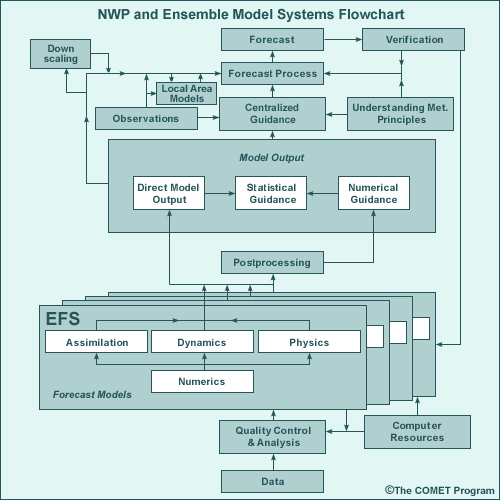 NWP and Ensemble Model Systems Flowchart
Forecast
Verification
Down
scaling
Forecast Process
Local Area
Models
Observations
Centralized
Guidance
Understanding Met.
Principles
Model Output
Direct Model
Output
Statistical
Guidance
Numerical
Guidance
Postprocessing
EFS
Assimilation
Dynamics
Physics
Numerics
Forecast Models
Quality Control
& Analysis
Computer
Resources
Data
©The COMET Program